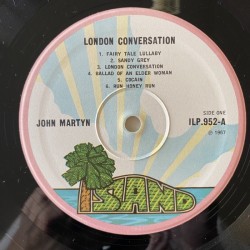 LONDON CONVERSATION
1. FAIRY TALE LULLABY
2. SANDY GREY
3. LONDON CONVERSATION
4. BALLAD OF AN ELDER WOMAN
5. COCAIN
6. RUN HONEY RUN
SIDE ONE
JOHN MARTYN
ILP.952-A
℗ 1967
ISLAND